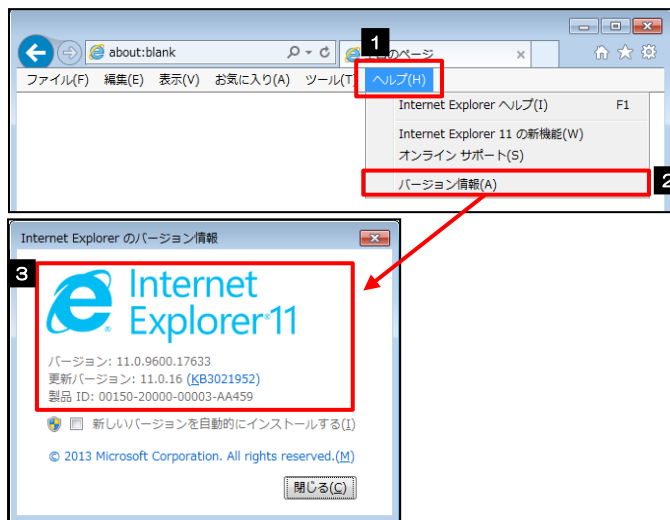 1
about:blank
空白のページ
ファイル(F) 編集(E) 表示(V) お気に入り(A) ツール(T) ヘルプ(H)
Internet Explorer ヘルプ(I) F1
Internet Explorer 11 の新機能(W)
オンライン サポート(S)
バージョン情報(A)
2
Internet Explorer のバージョン情報
3
Internet
Explorer®11
バージョン: 11.0.9600.17633
更新バージョン: 11.0.16 (KB3021952)
製品 ID: 00150-20000-00003-AA459
新しいバージョンを自動的にインストールする(I)
© 2013 Microsoft Corporation. All rights reserved.(M)
閉じる(C)